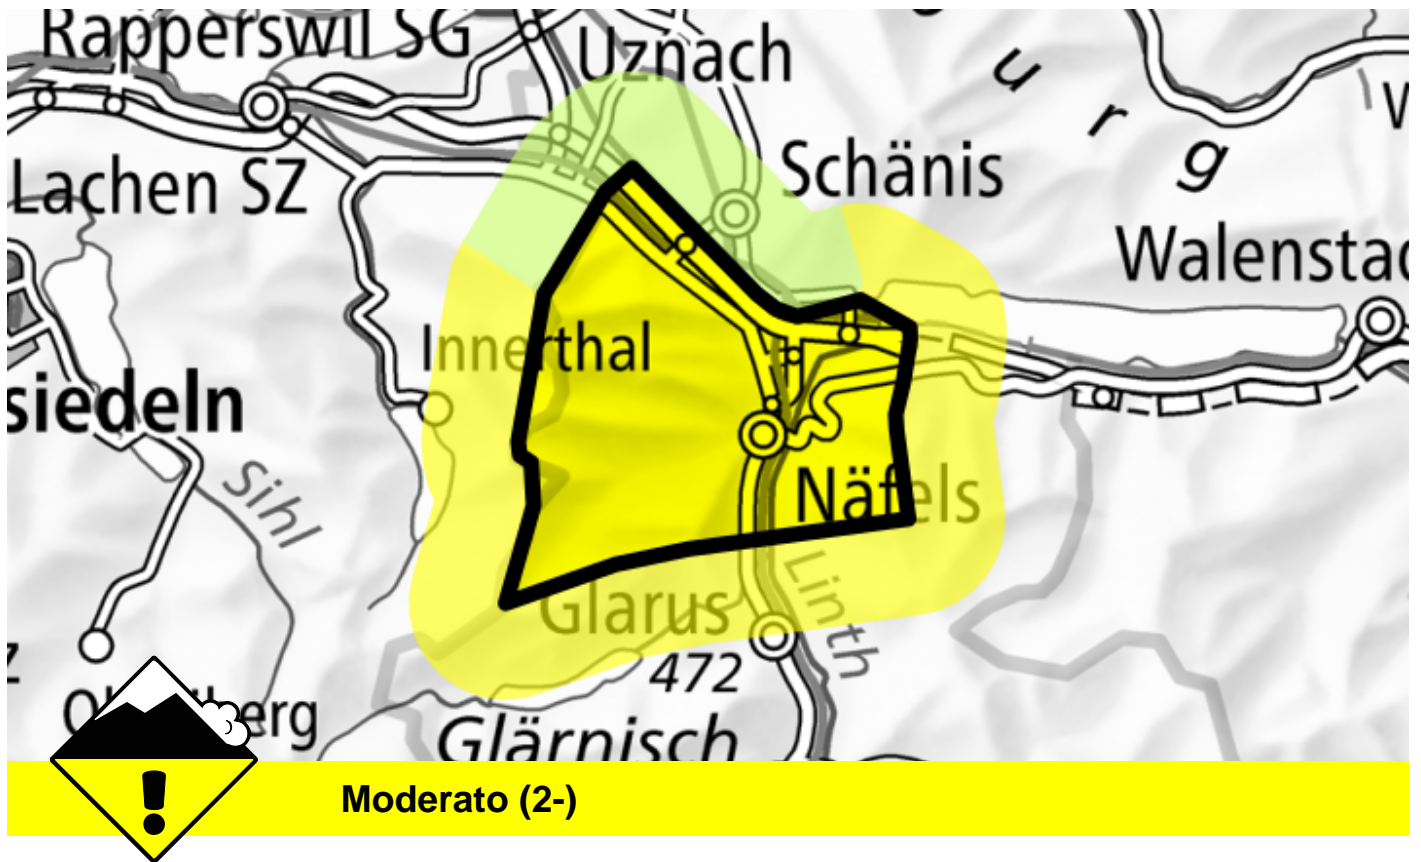 Rapperswil SG
Uznach
u
r
g
Schänis
Lachen SZ
Walenstad
Innerthal
siedeln
Näfels
Sihl
Linth
Glarus
472
Glärnisch
Moderato (2-)